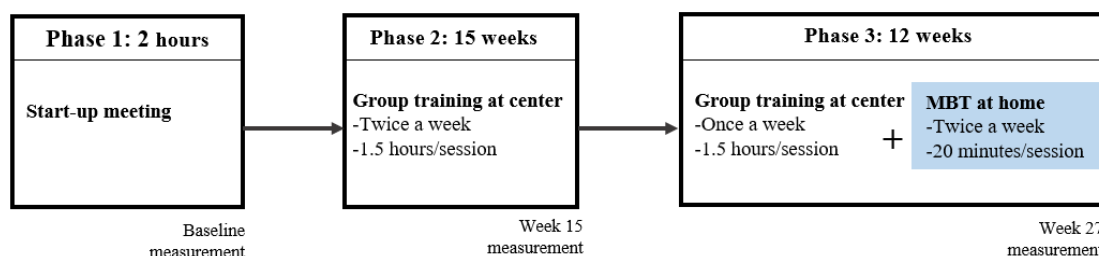 Phase 1: 2 hours
Start-up meeting
Baseline
measurement
Phase 2: 15 weeks
Group training at center
-Twice a week
-1.5 hours/session
Week 15
measurement
Phase 3: 12 weeks
Group training at center
-Once a week
-1.5 hours/session
+
MBT at home
-Twice a week
-20 minutes/session
Week 27
measurement